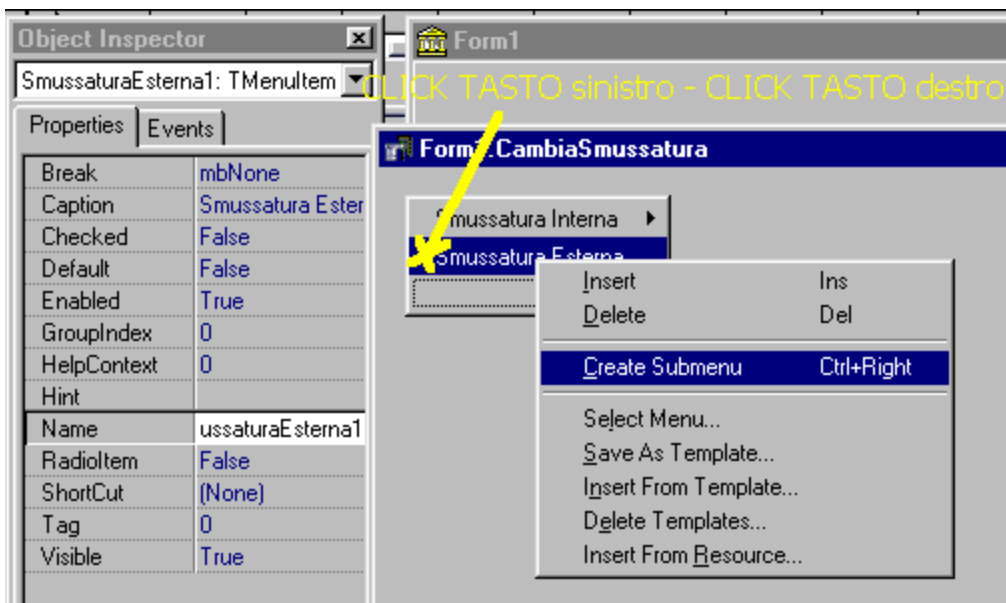 Object Inspector
SmussaturaEsterna1: TMenuItem
Properties
Events
Break mbNone
Caption Smussatura Ester
Checked False
Default False
Enabled True
GroupIndex 0
HelpContext 0
Hint
Name ussaturaEsterna1
RadioItem False
ShortCut (None)
Tag 0
Visible True
Form1
CLICK TASTO sinistro - CLICK TASTO destro
Form1.CambiaSmussatura
Smussatura Interna
Smussatura Esterna
Insert Ins
Delete Del
Create Submenu Ctrl+Right
Select Menu...
Save As Template...
Insert From Template...
Delete Templates...
Insert From Resource...